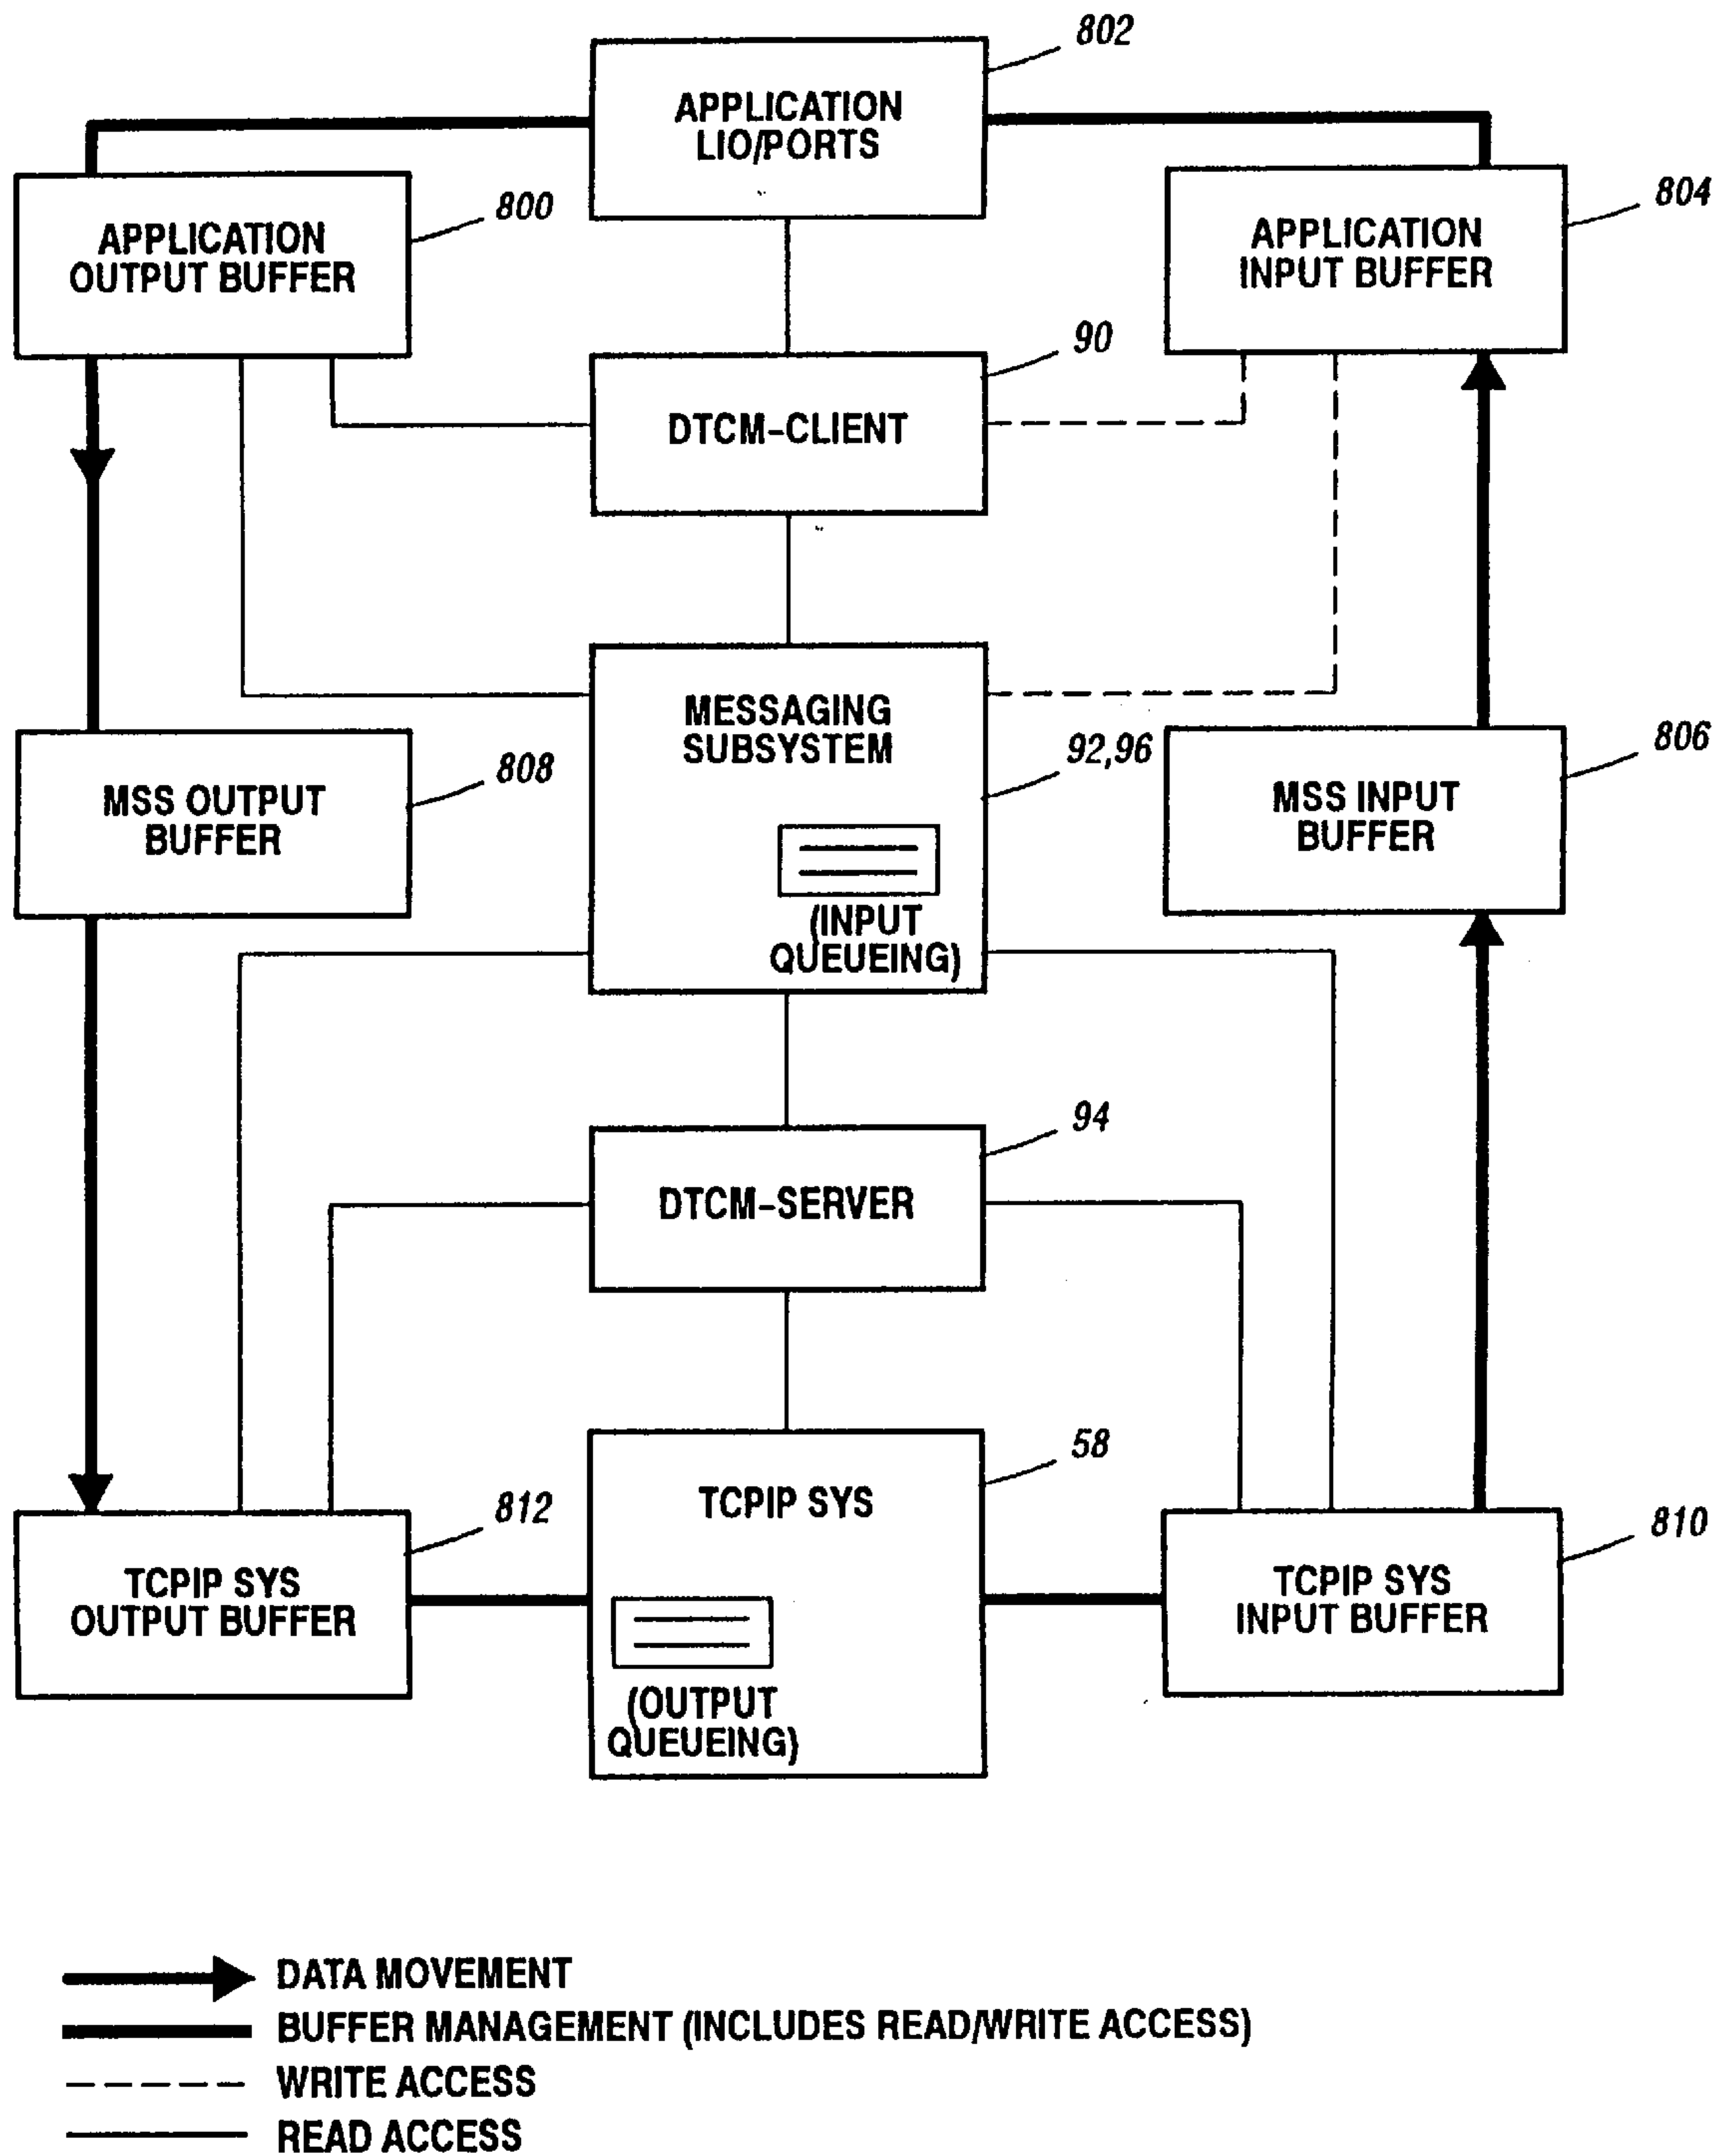 802
APPLICATION
LIO/PORTS
800
APPLICATION
OUTPUT BUFFER
804
APPLICATION
INPUT BUFFER
90
DTCM-CLIENT
MESSAGING
SUBSYSTEM
92,96
(INPUT
QUEUEING)
808
MSS OUTPUT
BUFFER
806
MSS INPUT
BUFFER
94
DTCM-SERVER
58
TCPIP SYS
(OUTPUT
QUEUEING)
812
TCPIP SYS
OUTPUT BUFFER
810
TCPIP SYS
INPUT BUFFER
DATA MOVEMENT
BUFFER MANAGEMENT (INCLUDES READ/WRITE ACCESS)
WRITE ACCESS
READ ACCESS